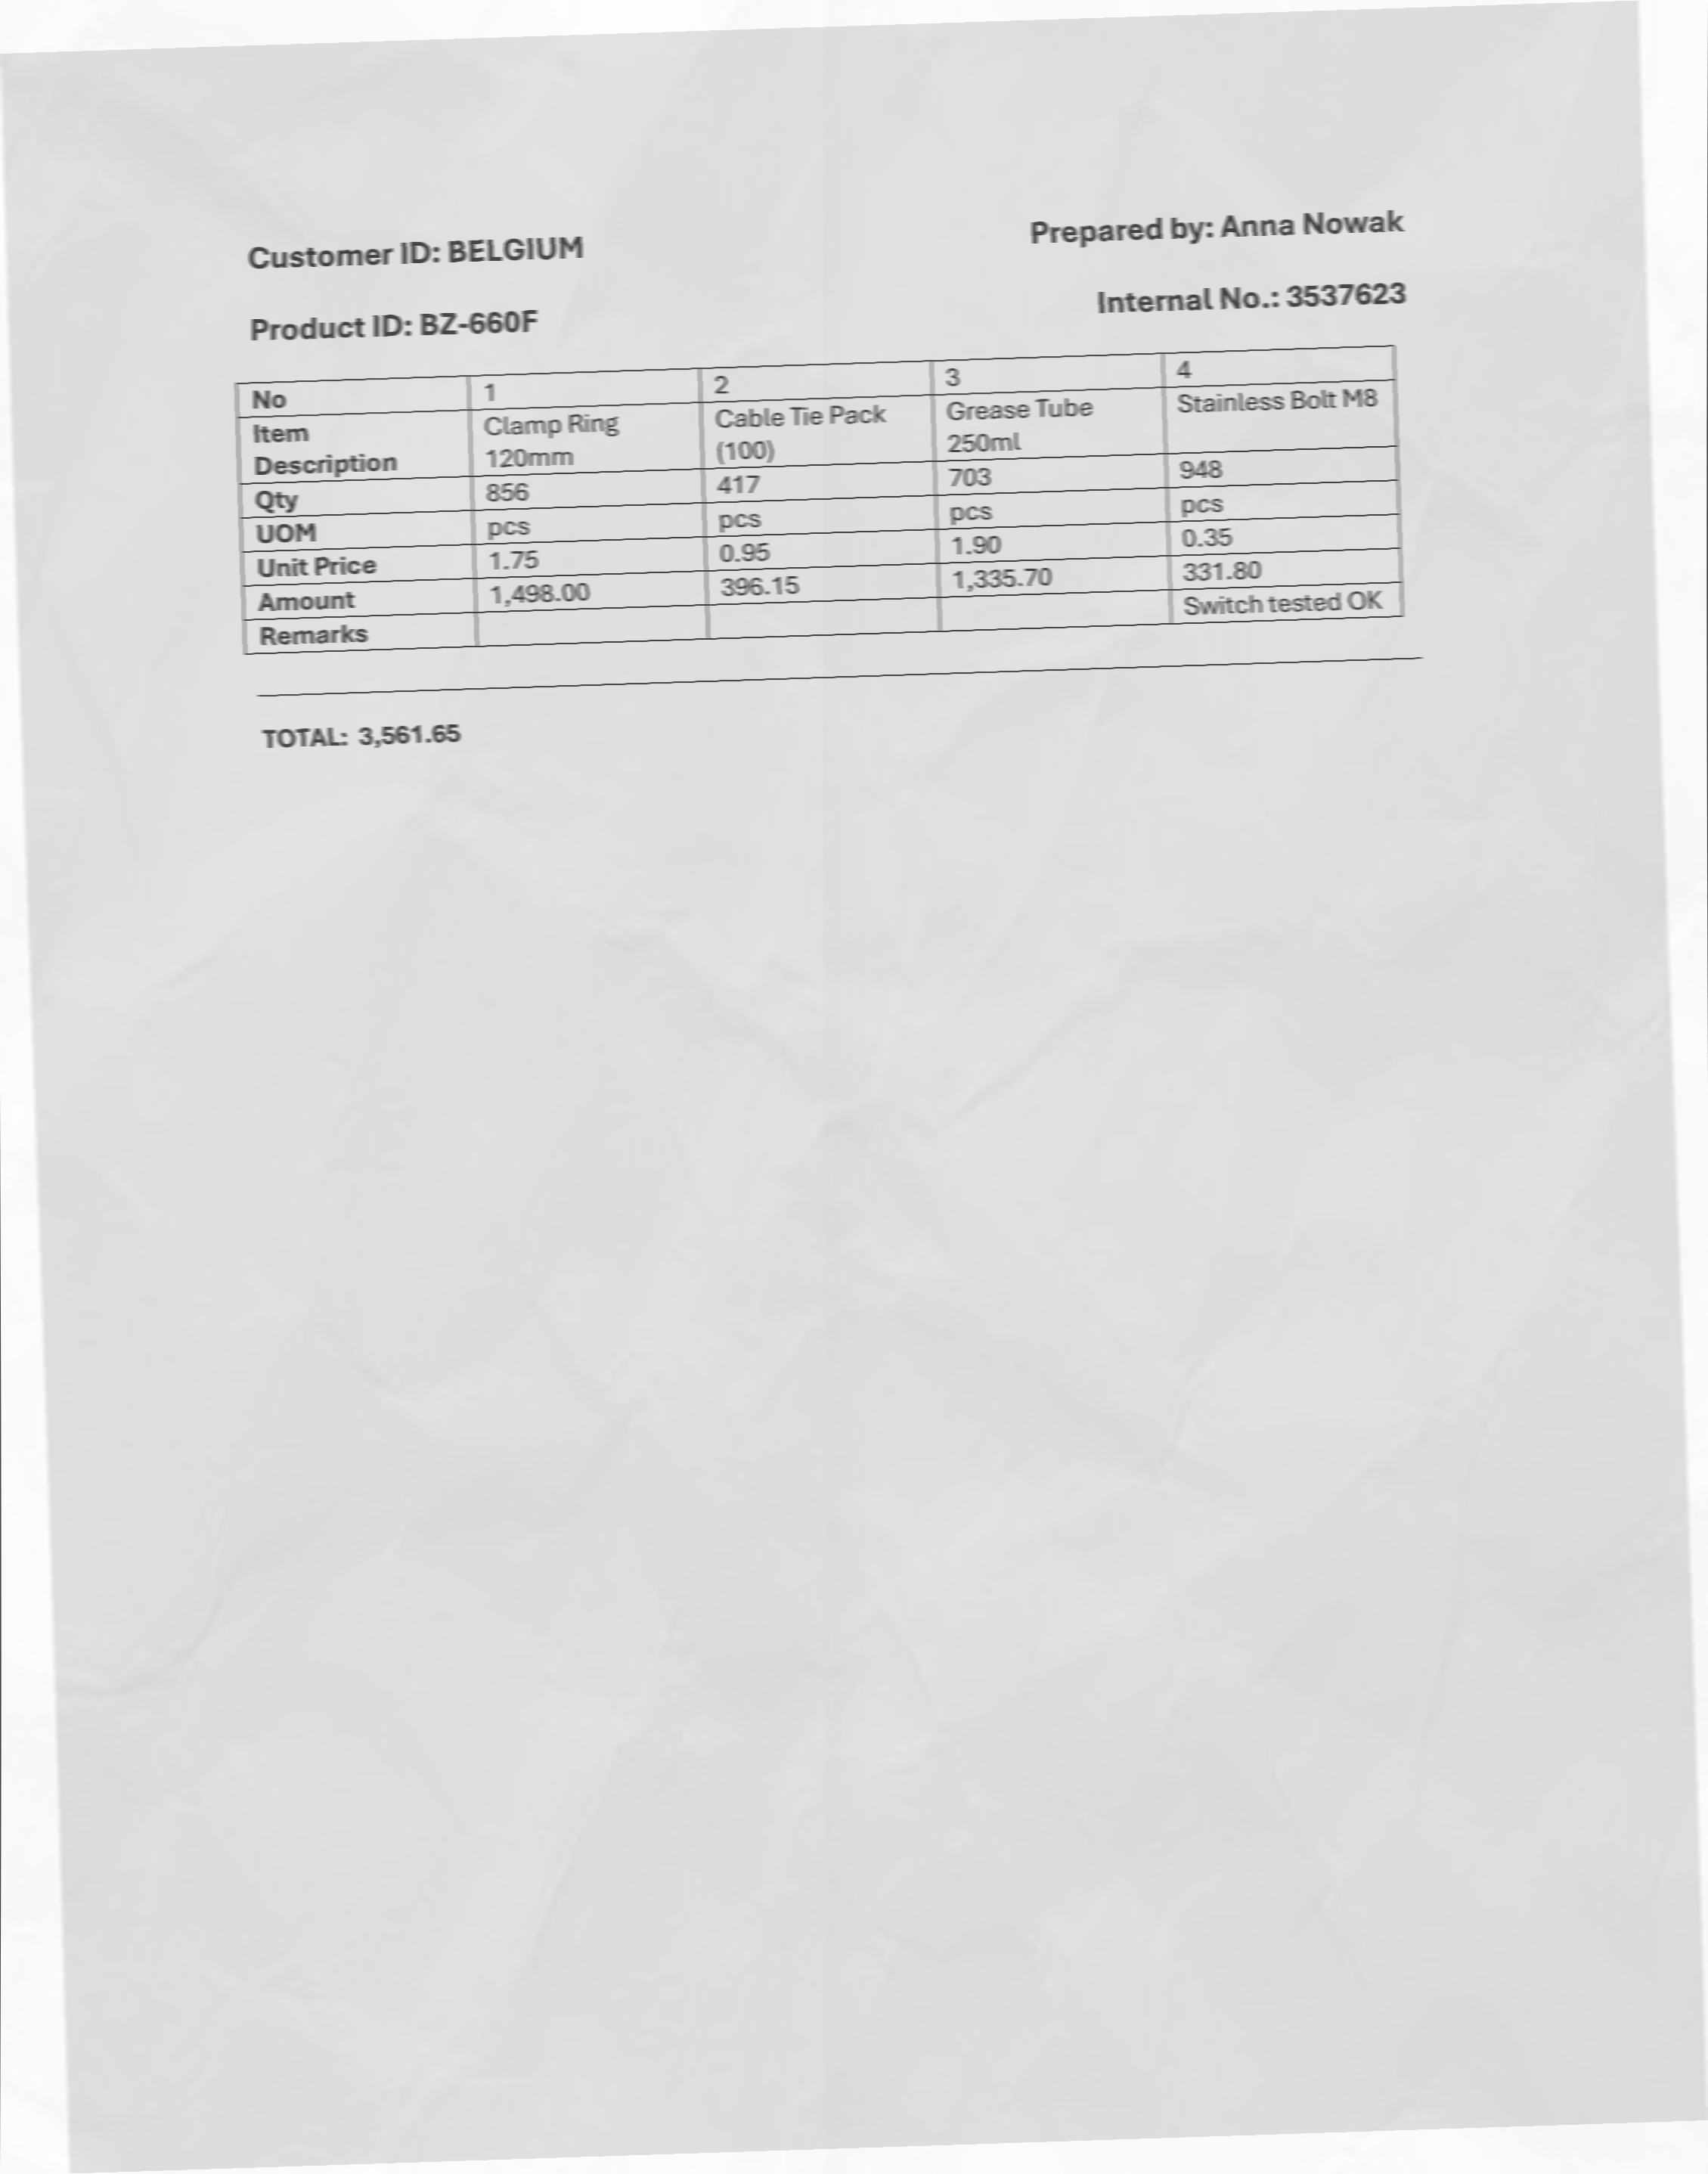 Customer ID: BELGIUM
Prepared by: Anna Nowak
Product ID: BZ-660F
Internal No.: 3537623
No 1 2 3 4
Item Description Clamp Ring 120mm Cable Tie Pack (100) Grease Tube 250ml Stainless Bolt M8
Qty 856 417 703 948
UOM pcs pcs pcs pcs
Unit Price 1.75 0.95 1.90 0.35
Amount 1,498.00 396.15 1,335.70 331.80
Remarks Switch tested OK
TOTAL: 3,561.65